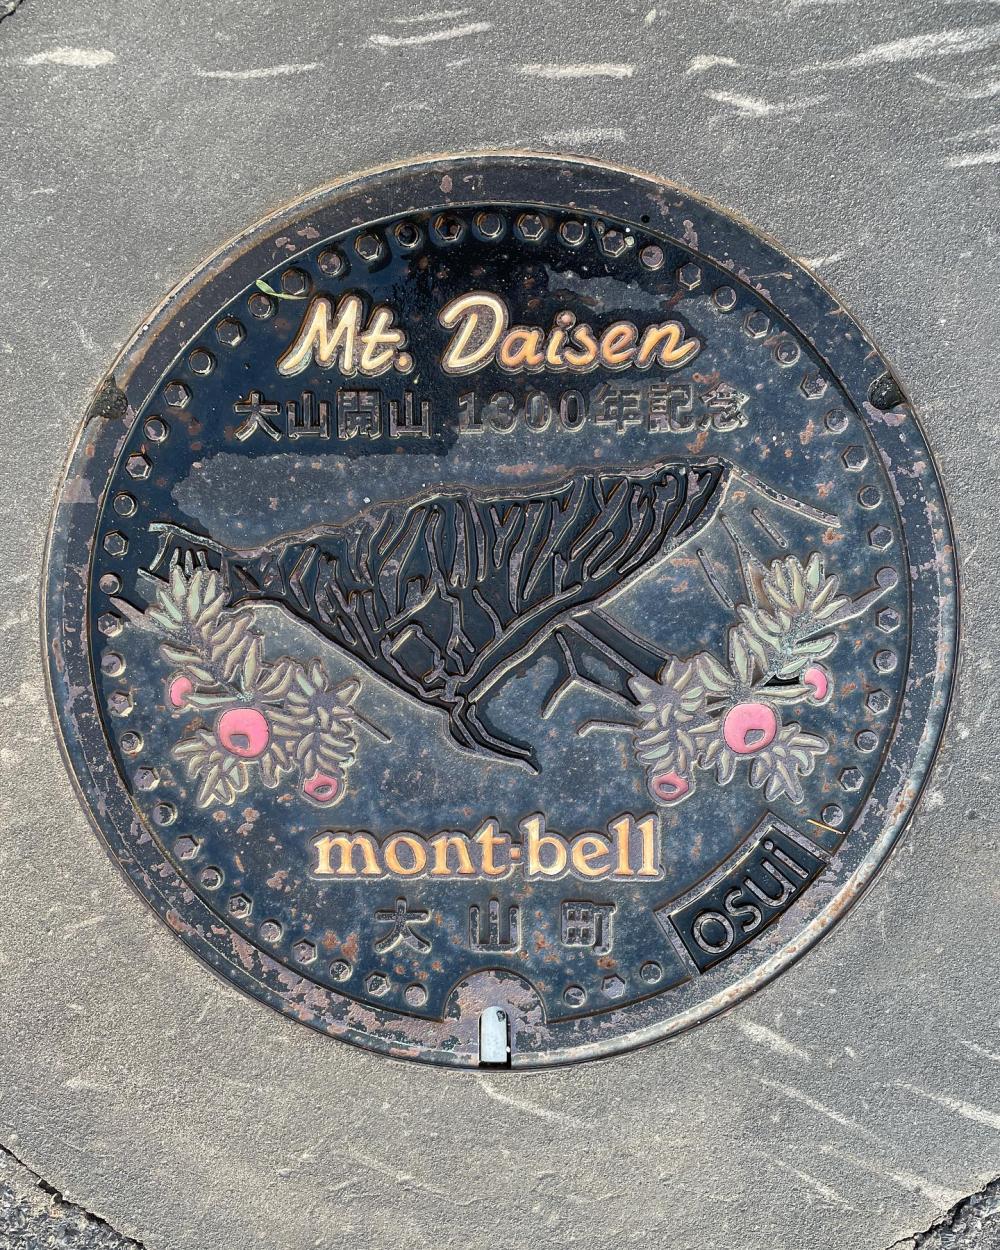 Mt. Daisen
大山開山 1300年記念
mont-bell
大山町
osui